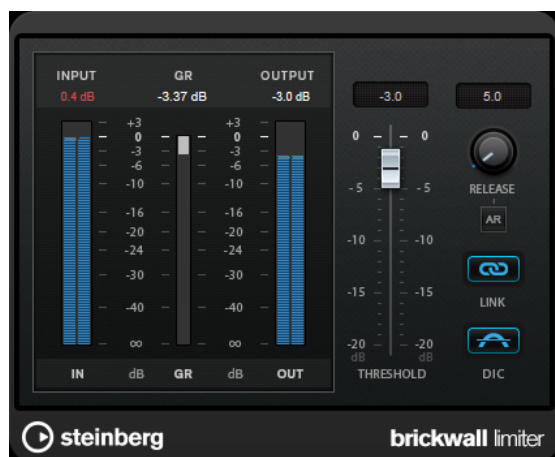 INPUT GR OUTPUT
0.4 dB -3.37 dB -3.0 dB
-3.0 5.0
+3 +3
0 0 0 0
-3 -3
-6 -6
-10 -10
-16 -16
-20 -20
-24 -24
-30 -30
-40 -40
∞ ∞
-5 -5
-10 -10
-15 -15
-20 -20
dB dB
IN dB GR dB OUT
THRESHOLD
RELEASE
AR
LINK
DIC
steinberg
brickwall limiter